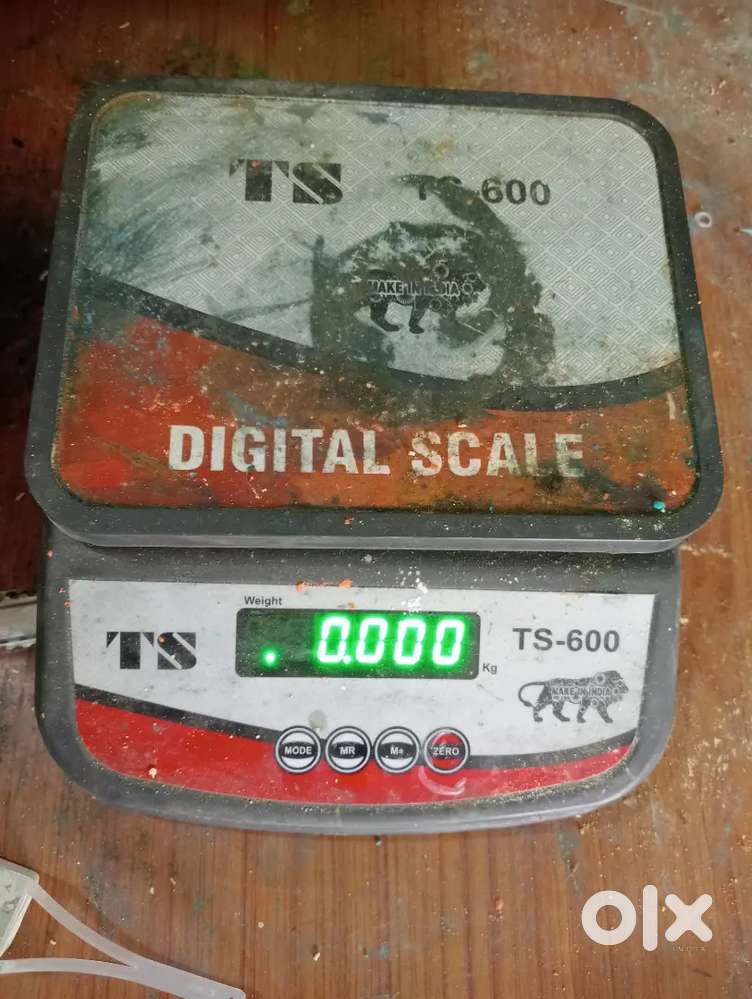 TS TS-600
MAKE IN INDIA
DIGITAL SCALE
Weight
0.000
Kg
TS
TS-600
MAKE IN INDIA
MODE MR M+ ZERO
olx